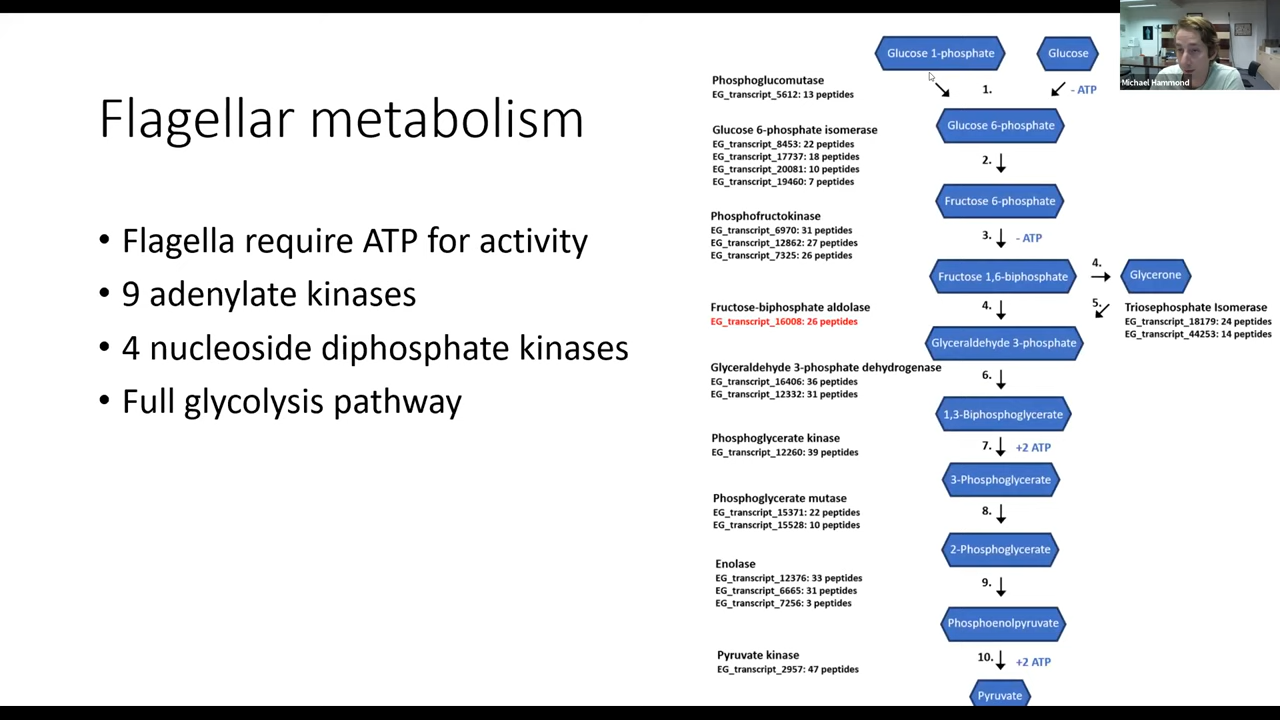 Flagellar metabolism
• Flagella require ATP for activity
• 9 adenylate kinases
• 4 nucleoside diphosphate kinases
• Full glycolysis pathway
Phosphoglucomutase
EG_transcript_5612: 13 peptides
Glucose 6-phosphate isomerase
EG_transcript_8453: 22 peptides
EG_transcript_17737: 18 peptides
EG_transcript_20081: 10 peptides
EG_transcript_19460: 7 peptides
Phosphofructokinase
EG_transcript_6970: 31 peptides
EG_transcript_12862: 27 peptides
EG_transcript_7325: 26 peptides
Fructose-biphosphate aldolase
EG_transcript_16008: 26 peptides
Glyceraldehyde 3-phosphate dehydrogenase
EG_transcript_16406: 36 peptides
EG_transcript_12332: 31 peptides
Phosphoglycerate kinase
EG_transcript_12260: 39 peptides
Phosphoglycerate mutase
EG_transcript_15371: 22 peptides
EG_transcript_15528: 10 peptides
Enolase
EG_transcript_12376: 33 peptides
EG_transcript_6665: 31 peptides
EG_transcript_7256: 3 peptides
Pyruvate kinase
EG_transcript_2957: 47 peptides
Glucose 1-phosphate
Glucose
1.
- ATP
Glucose 6-phosphate
2.
Fructose 6-phosphate
3.
- ATP
Fructose 1,6-biphosphate
4.
Glycerone
4.
5.
Triosephosphate Isomerase
EG_transcript_18179: 24 peptides
EG_transcript_44253: 14 peptides
Glyceraldehyde 3-phosphate
6.
1,3-Biphosphoglycerate
7.
+2 ATP
3-Phosphoglycerate
8.
2-Phosphoglycerate
9.
Phosphoenolpyruvate
10.
+2 ATP
Pyruvate
Michael Hammond